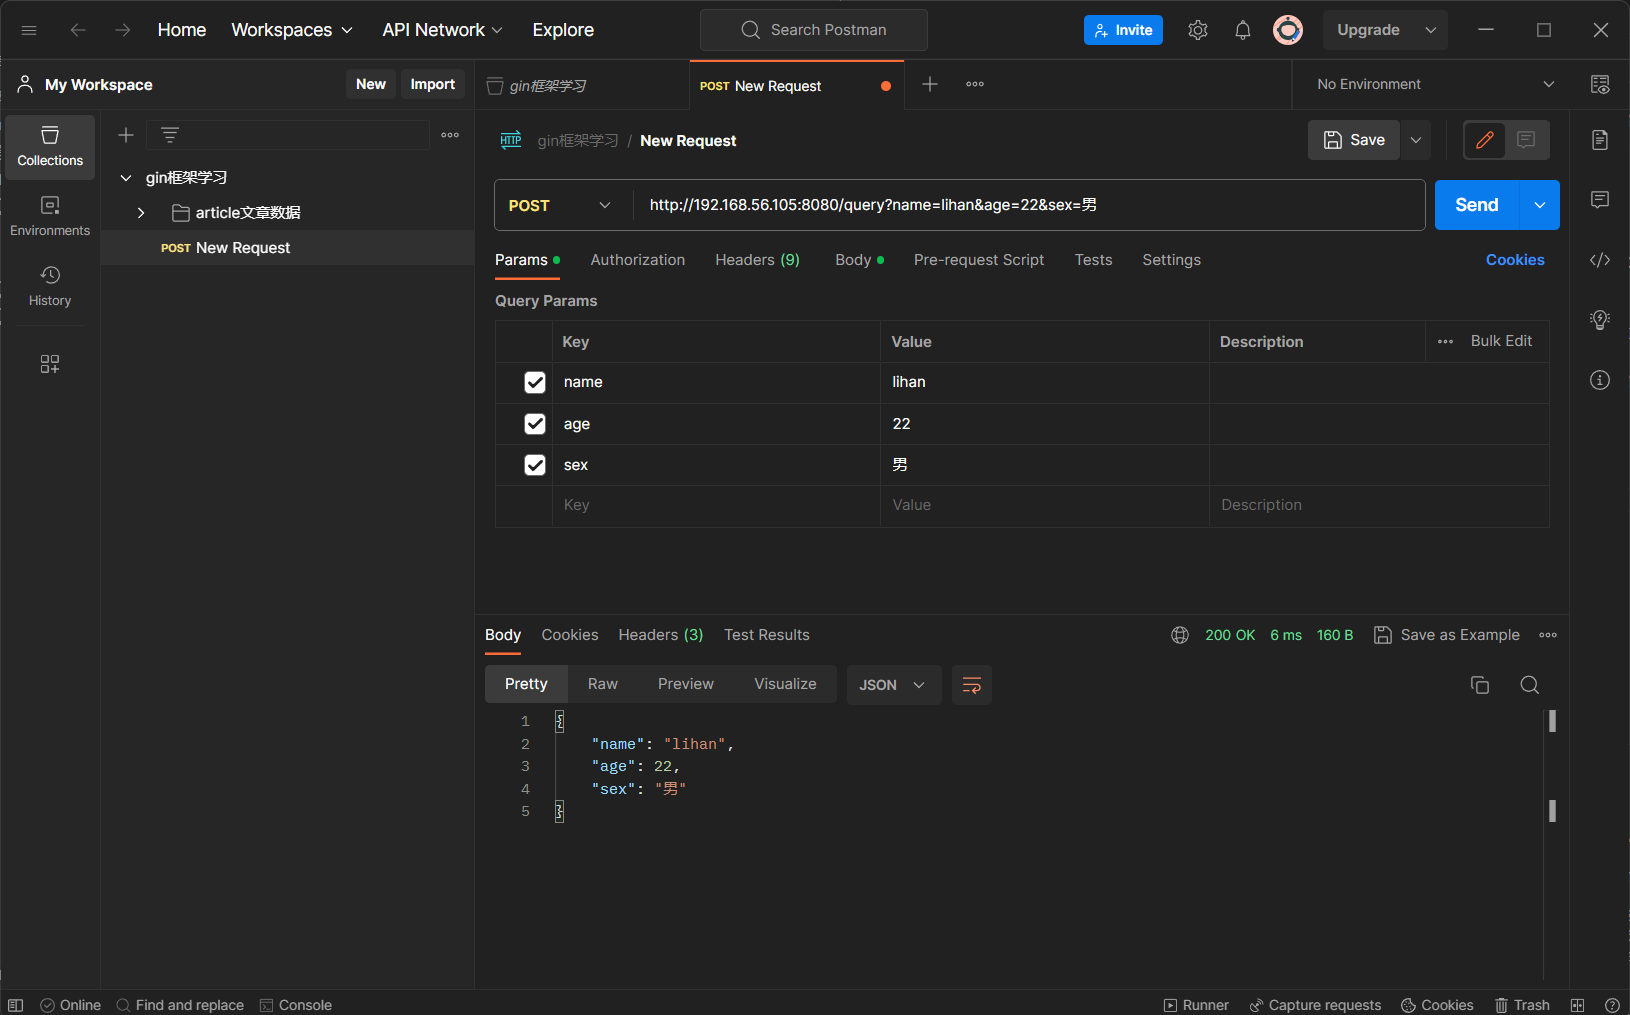 Home Workspaces API Network Explore Search Postman Invite Upgrade
My Workspace New Import gin框架学习 POST New Request No Environment
Collections
Environments
History
gin框架学习
article文章数据
POST New Request
HTTP gin框架学习 / New Request Save
POST http://192.168.56.105:8080/query?name=lihan&age=22&sex=男 Send
Params Authorization Headers (9) Body Pre-request Script Tests Settings Cookies
Query Params
Key Value Description Bulk Edit
name lihan
age 22
sex 男
Key Value Description
Body Cookies Headers (3) Test Results 200 OK 6 ms 160 B Save as Example
Pretty Raw Preview Visualize JSON
1 {
2 "name": "lihan",
3 "age": 22,
4 "sex": "男"
5 }
Online Find and replace Console Runner Capture requests Cookies Trash